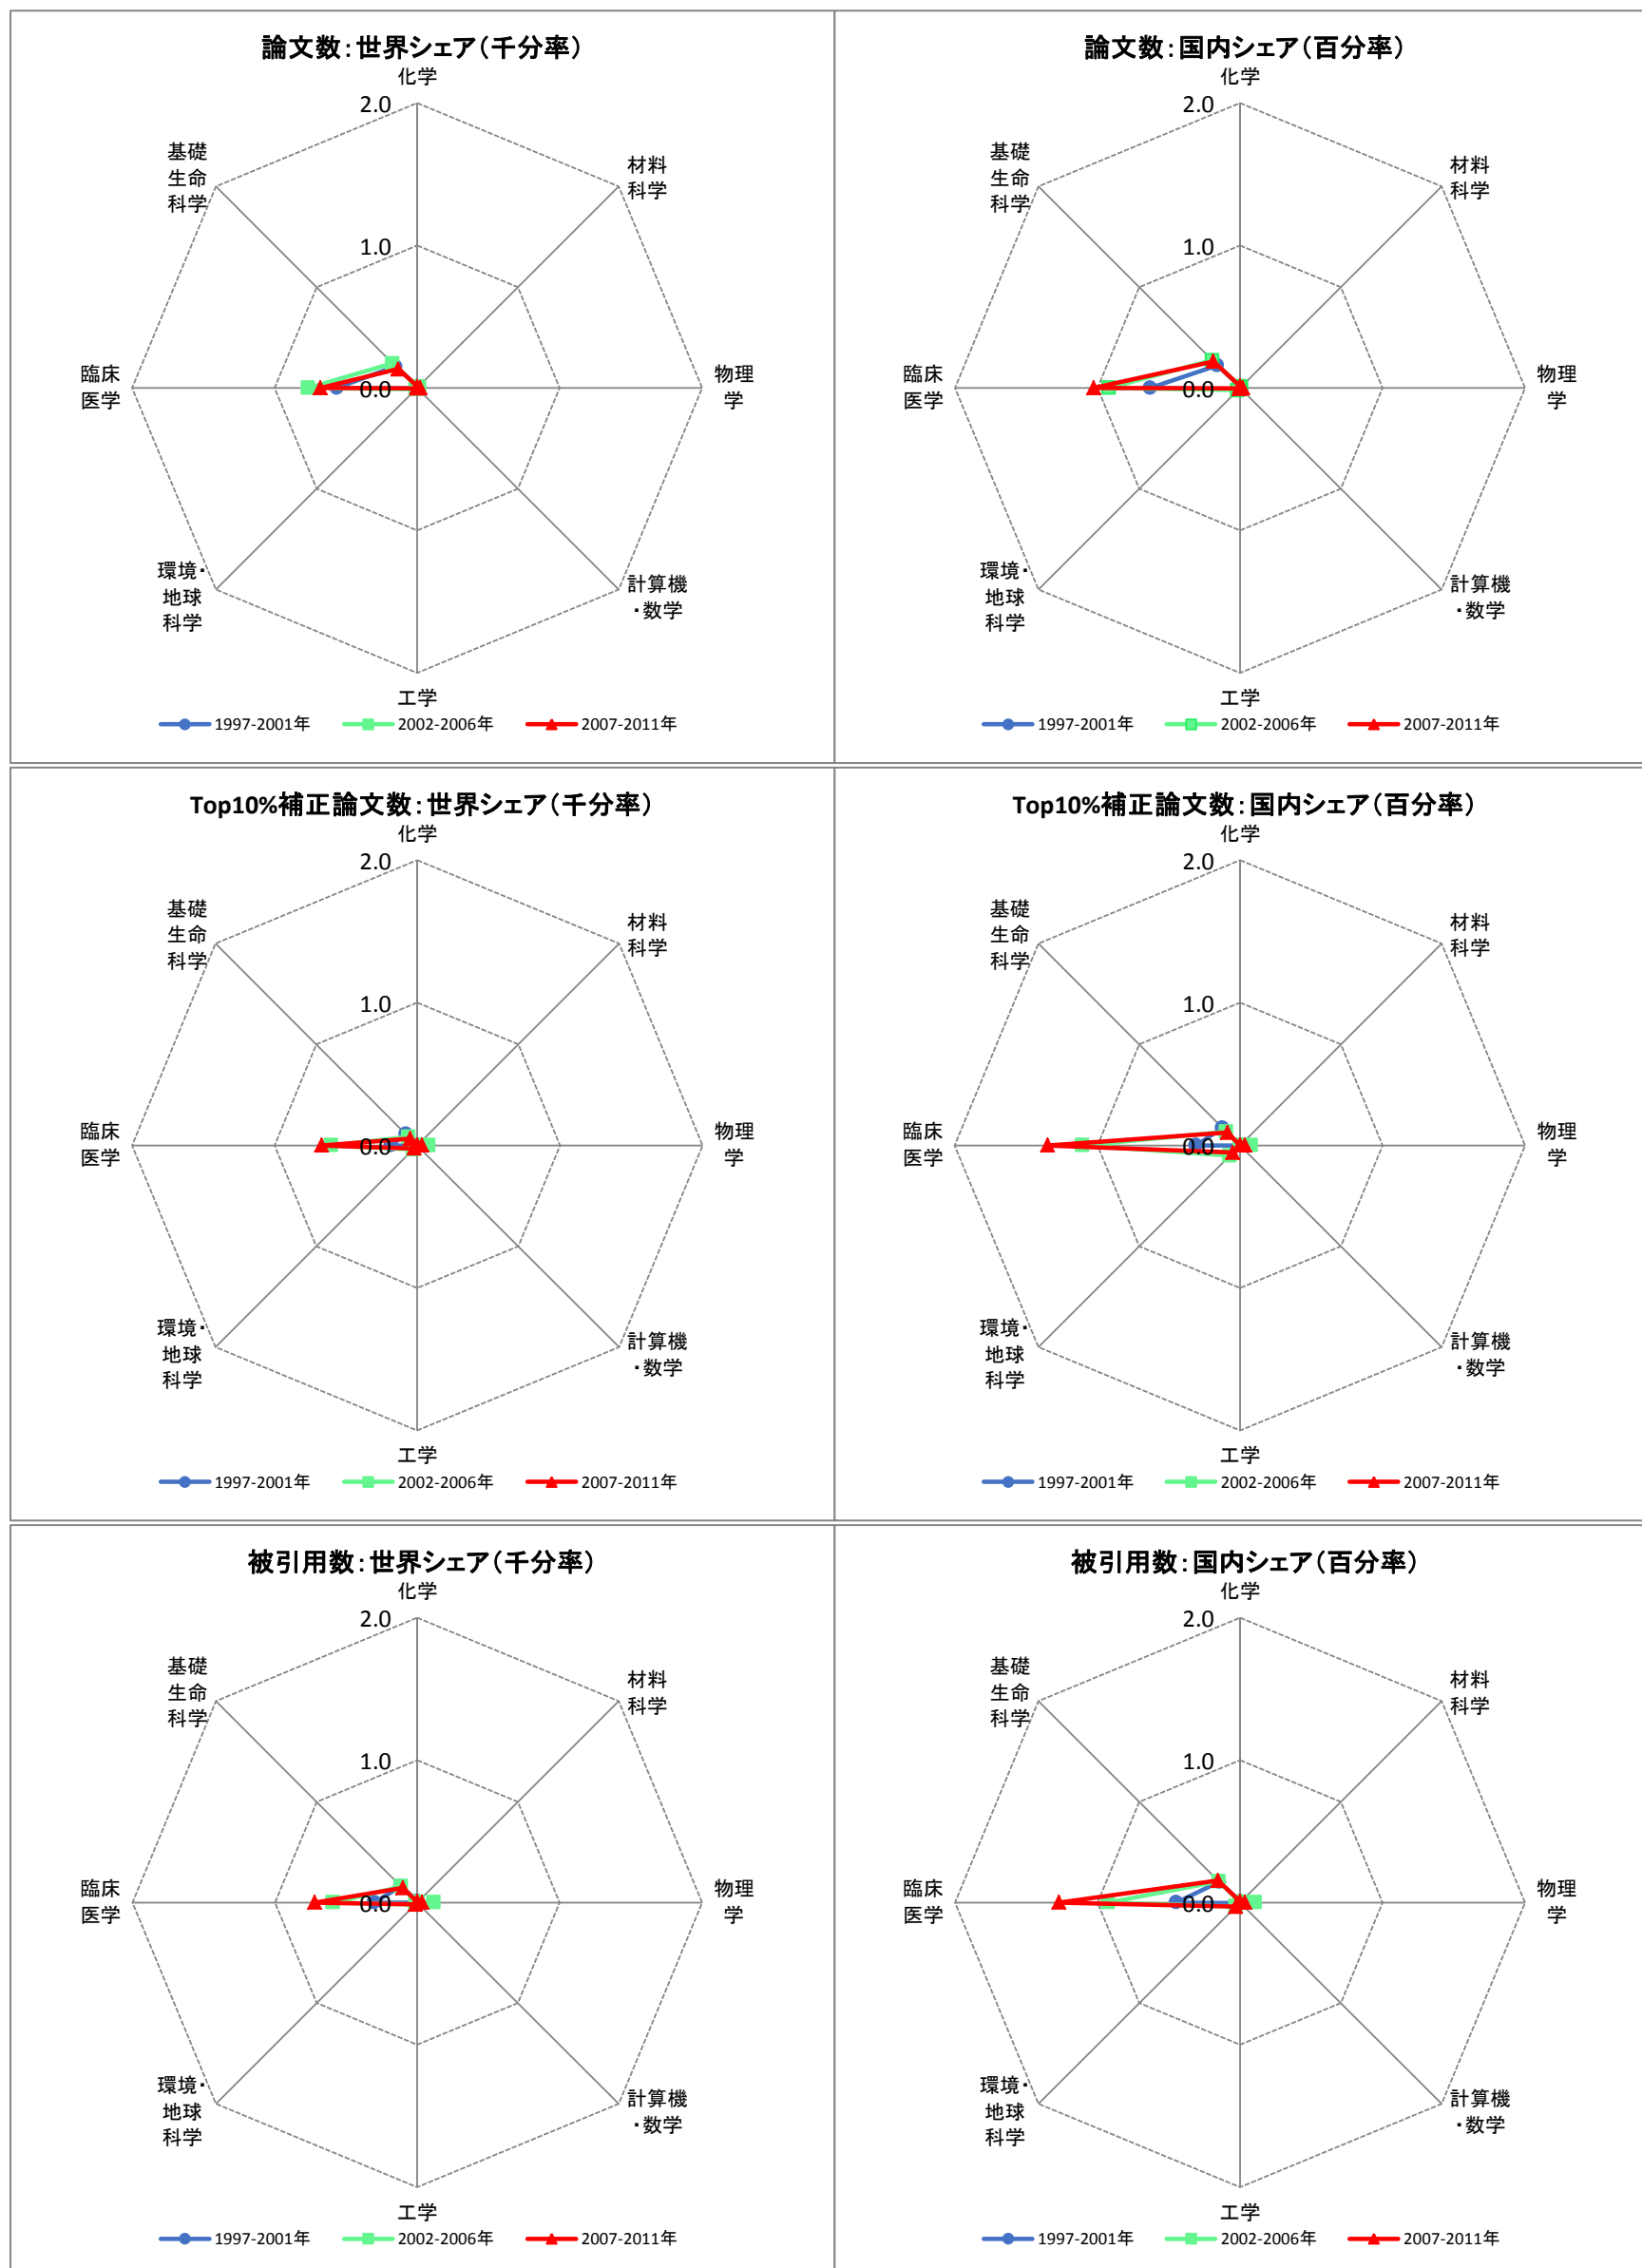 論文数：世界シェア（千分率）
化学
2.0
基礎
生命
科学
材料
科学
1.0
臨床
医学
0.0
物理
学
環境・
地球
科学
計算機
・数学
工学
1997-2001年 2002-2006年 2007-2011年
論文数：国内シェア（百分率）
化学
2.0
基礎
生命
科学
材料
科学
1.0
臨床
医学
0.0
物理
学
環境・
地球
科学
計算機
・数学
工学
1997-2001年 2002-2006年 2007-2011年
Top10%補正論文数：世界シェア（千分率）
化学
2.0
基礎
生命
科学
材料
科学
1.0
臨床
医学
0.0
物理
学
環境・
地球
科学
計算機
・数学
工学
1997-2001年 2002-2006年 2007-2011年
Top10%補正論文数：国内シェア（百分率）
化学
2.0
基礎
生命
科学
材料
科学
1.0
臨床
医学
0.0
物理
学
環境・
地球
科学
計算機
・数学
工学
1997-2001年 2002-2006年 2007-2011年
被引用数：世界シェア（千分率）
化学
2.0
基礎
生命
科学
材料
科学
1.0
臨床
医学
0.0
物理
学
環境・
地球
科学
計算機
・数学
工学
1997-2001年 2002-2006年 2007-2011年
被引用数：国内シェア（百分率）
化学
2.0
基礎
生命
科学
材料
科学
1.0
臨床
医学
0.0
物理
学
環境・
地球
科学
計算機
・数学
工学
1997-2001年 2002-2006年 2007-2011年